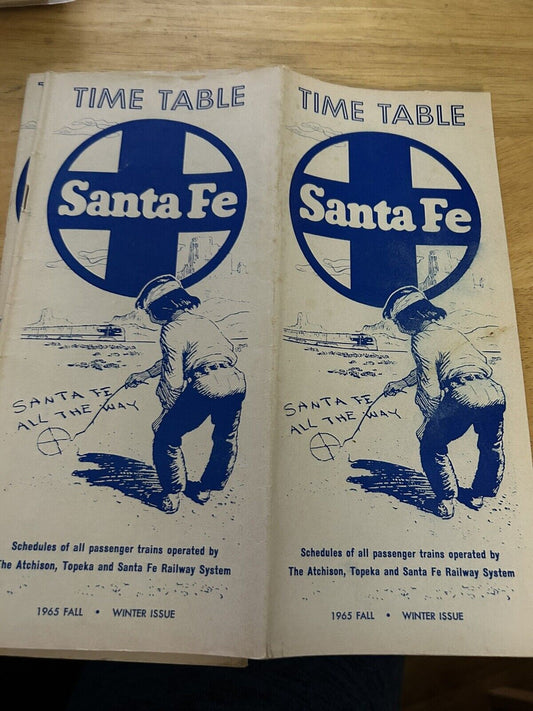 TIME TABLE
Santa Fe
SANTA FE
ALL THE WAY
Schedules of all passenger trains operated by
The Atchison, Topeka and Santa Fe Railway System
1965 FALL • WINTER ISSUE
TIME TABLE
Santa Fe
SANTA FE
ALL THE WAY
Schedules of all passenger trains operated by
The Atchison, Topeka and Santa Fe Railway System
1965 FALL • WINTER ISSUE